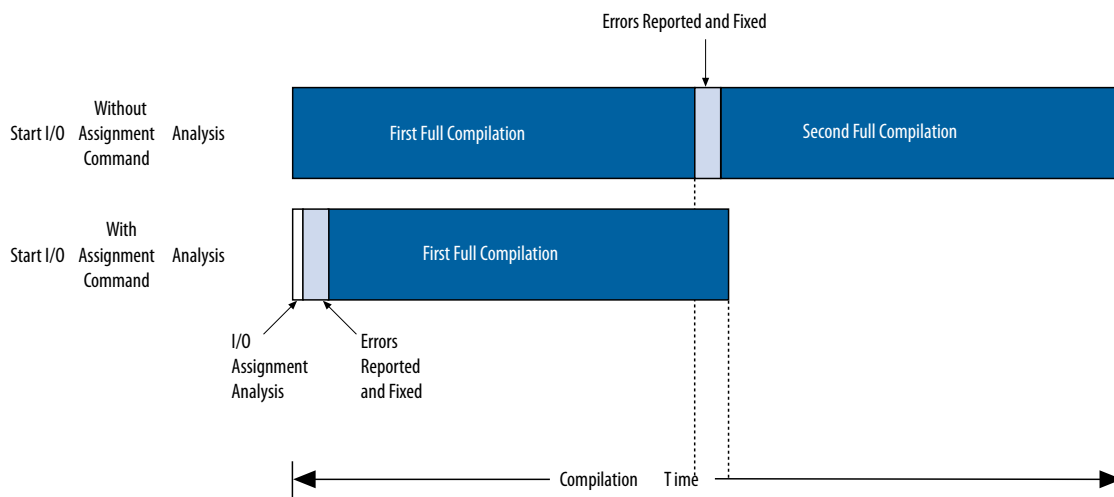 Errors Reported and Fixed
Without
Start I/O Assignment Analysis
Command
First Full Compilation
Second Full Compilation
With
Start I/O Assignment Analysis
Command
First Full Compilation
I/O
Assignment
Analysis
Errors
Reported
and Fixed
Compilation Time